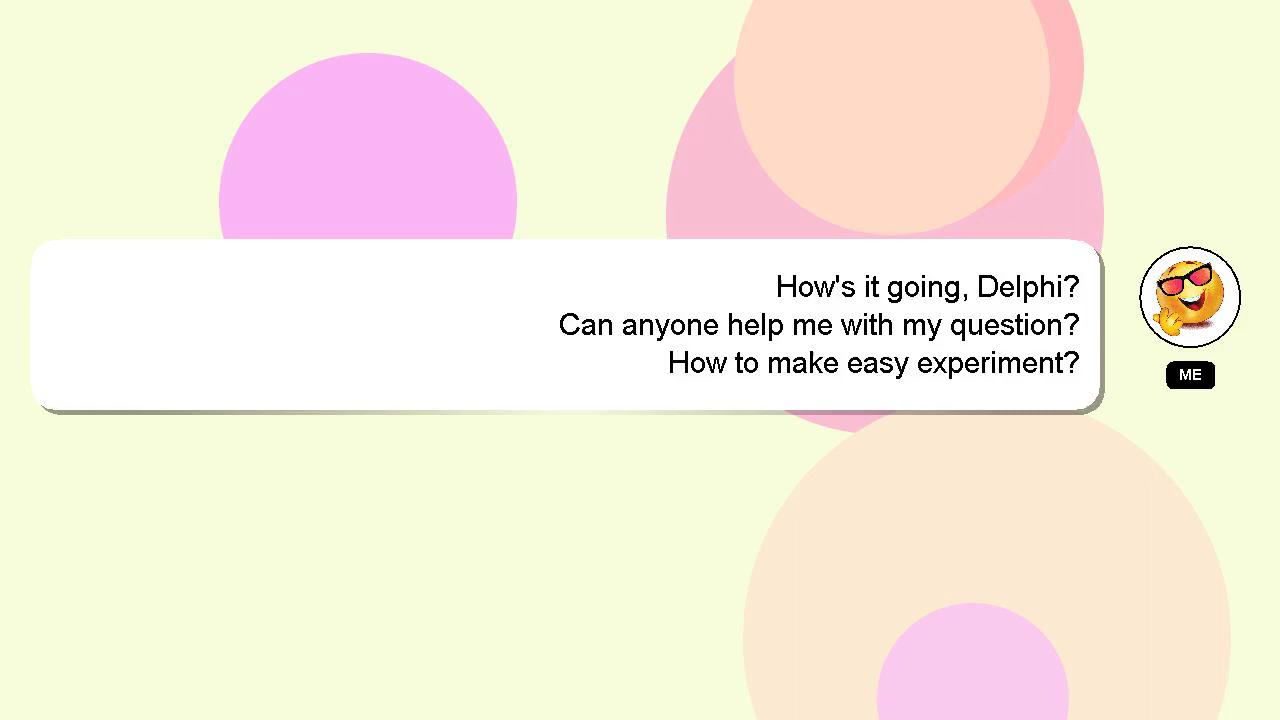 How's it going, Delphi?
Can anyone help me with my question?
How to make easy experiment?
ME